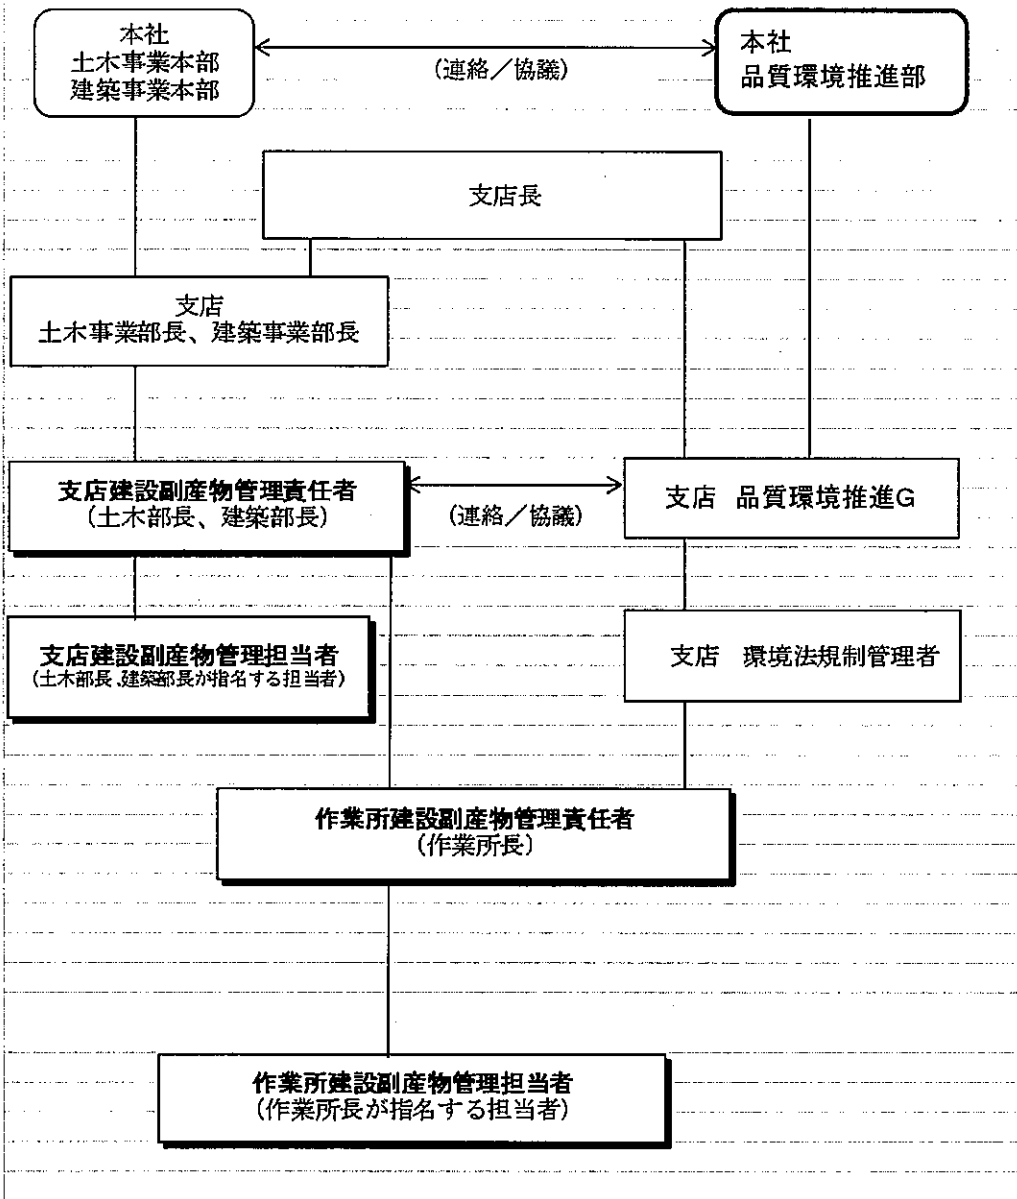 本社
土木事業本部
建築事業本部
(連絡／協議)
本社
品質環境推進部
支店長
支店
土木事業部長、建築事業部長
支店建設副産物管理責任者
(土木部長、建築部長)
(連絡／協議)
支店 品質環境推進G
支店建設副産物管理担当者
(土木部長、建築部長が指名する担当者)
支店 環境法規制管理者
作業所建設副産物管理責任者
(作業所長)
作業所建設副産物管理担当者
(作業所長が指名する担当者)